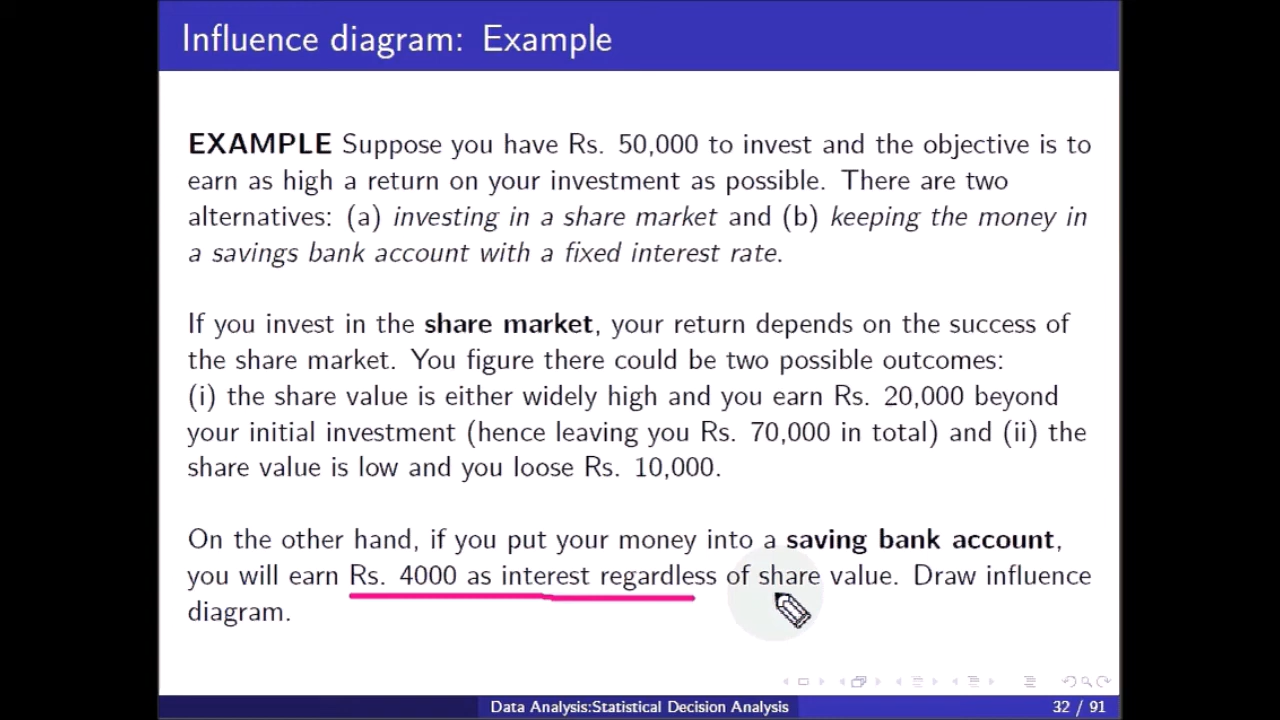 Influence diagram: Example
EXAMPLE Suppose you have Rs. 50,000 to invest and the objective is to
earn as high a return on your investment as possible. There are two
alternatives: (a) investing in a share market and (b) keeping the money in
a savings bank account with a fixed interest rate.
If you invest in the share market, your return depends on the success of
the share market. You figure there could be two possible outcomes:
(i) the share value is either widely high and you earn Rs. 20,000 beyond
your initial investment (hence leaving you Rs. 70,000 in total) and (ii) the
share value is low and you loose Rs. 10,000.
On the other hand, if you put your money into a saving bank account,
you will earn Rs. 4000 as interest regardless of share value. Draw influence
diagram.
Data Analysis:Statistical Decision Analysis
32 / 91